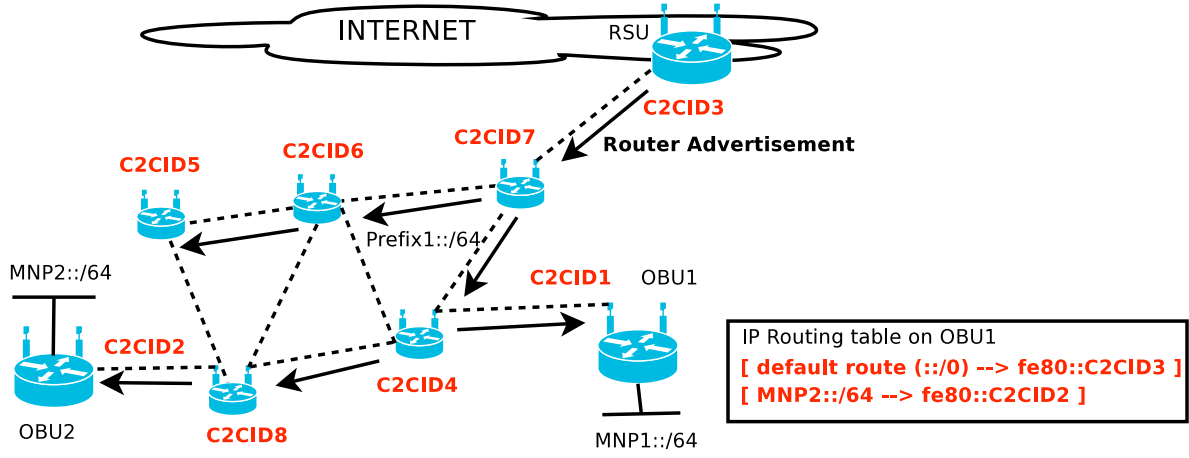 INTERNET
RSU
C2CID3
C2CID7
Router Advertisement
C2CID6
C2CID5
Prefix1::/64
MNP2::/64
C2CID1
OBU1
C2CID2
C2CID4
OBU2
C2CID8
MNP1::/64
IP Routing table on OBU1
[ default route (::/0) --> fe80::C2CID3 ]
[ MNP2::/64 --> fe80::C2CID2 ]